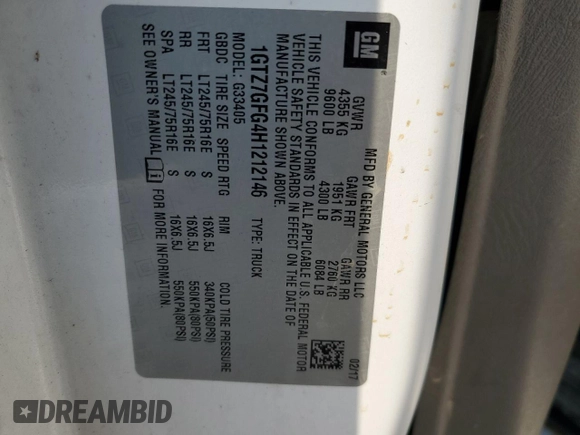 GM
MFD BY GENERAL MOTORS LLC
02/17
GVWR GAWR FRT GAWR RR
4355 KG 1951 KG 2760 KG
9600 LB 4300 LB 6084 LB
THIS VEHICLE CONFORMS TO ALL APPLICABLE U.S. FEDERAL MOTOR
VEHICLE SAFETY STANDARDS IN EFFECT ON THE DATE OF
MANUFACTURE SHOWN ABOVE.
1GTZ7GFG4H1212146 TYPE: TRUCK
MODEL: G33405
GBDC TIRE SIZE SPEED RTG RIM COLD TIRE PRESSURE
FRT LT245/75R16E S 16X6.5J 340KPA(50PSI)
RR LT245/75R16E S 16X6.5J 550KPA(80PSI)
SPA LT245/75R16E S 16X6.5J 550KPA(80PSI)
SEE OWNER'S MANUAL i FOR MORE INFORMATION.
DREAMBID